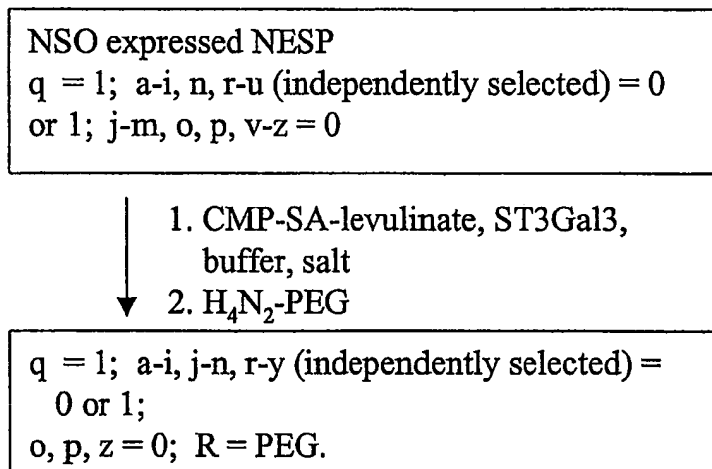 NSO expressed NESP
q = 1; a-i, n, r-u (independently selected) = 0
or 1; j-m, o, p, v-z = 0
1. CMP-SA-levulinate, ST3Gal3,
buffer, salt
2. H₄N₂-PEG
q = 1; a-i, j-n, r-y (independently selected) =
0 or 1;
o, p, z = 0; R = PEG.